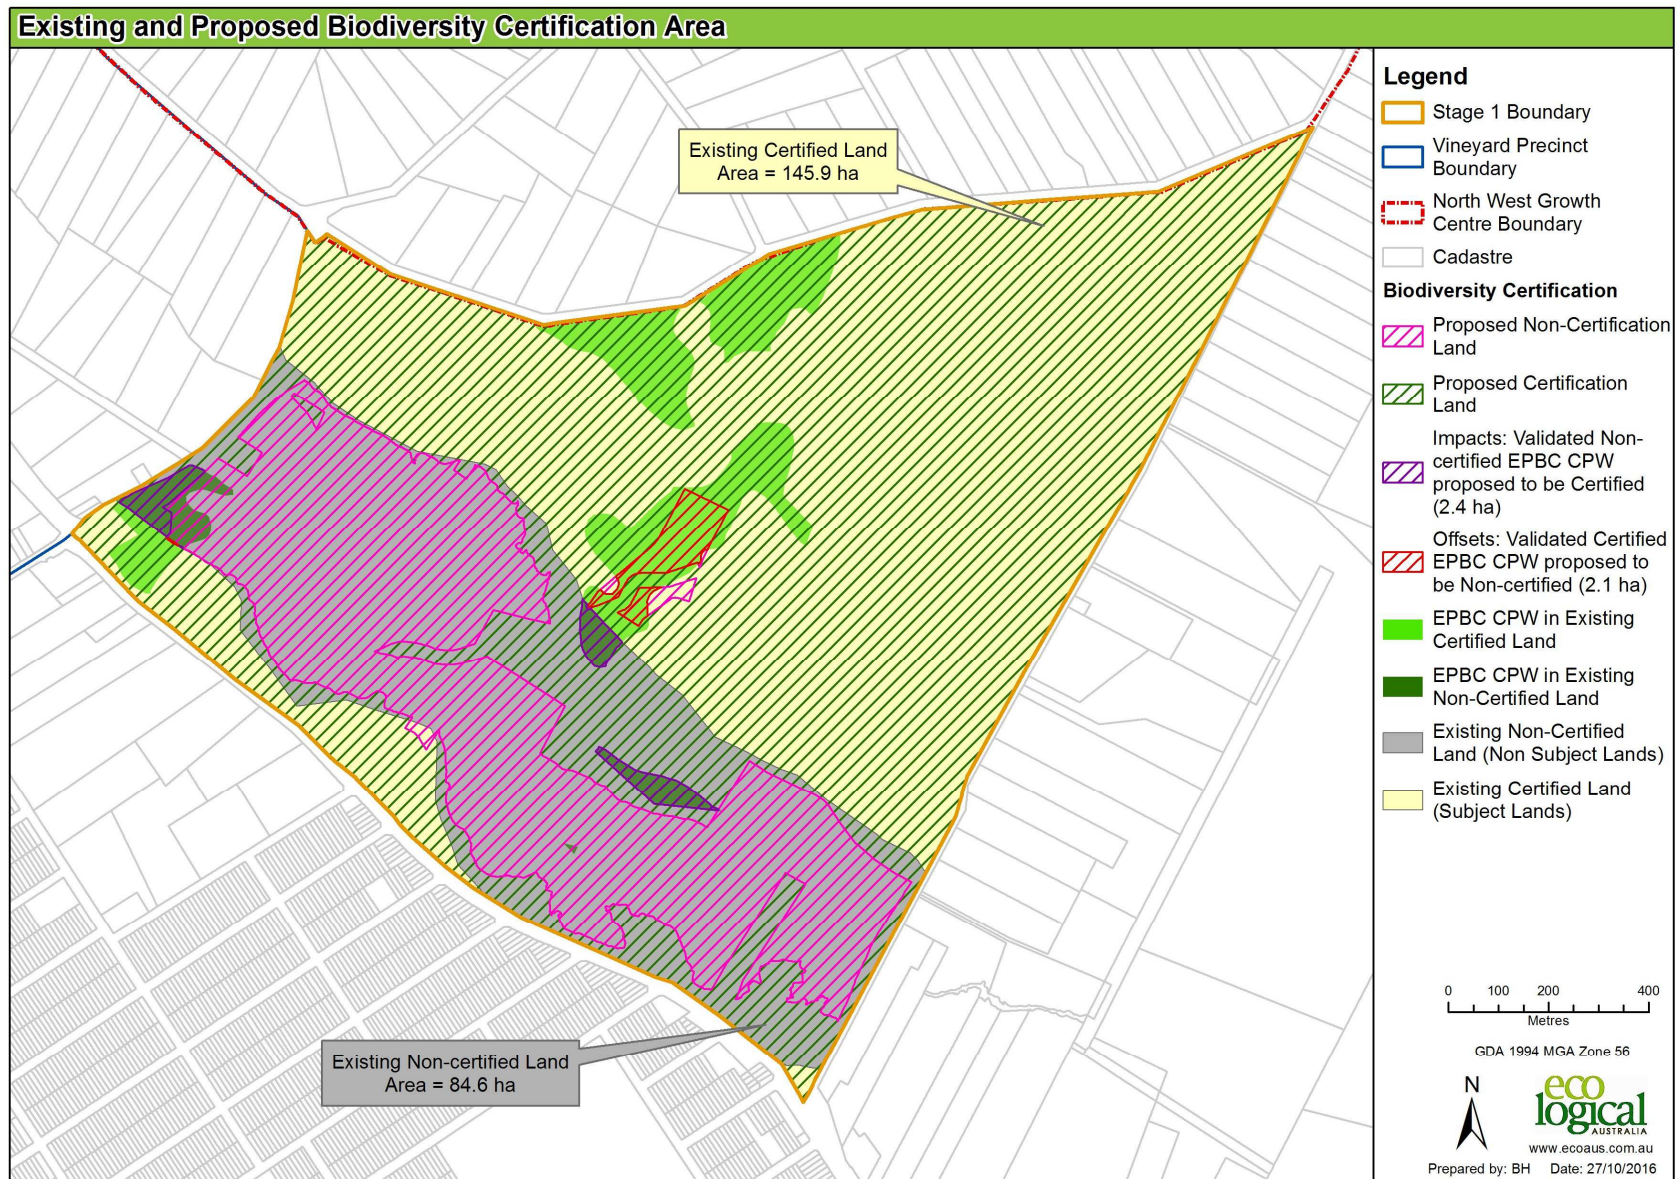 Existing and Proposed Biodiversity Certification Area
Existing Certified Land
Area = 145.9 ha
Existing Non-certified Land
Area = 84.6 ha
Legend
Stage 1 Boundary
Vineyard Precinct
Boundary
North West Growth
Centre Boundary
Cadastre
Biodiversity Certification
Proposed Non-Certification
Land
Proposed Certification
Land
Impacts: Validated Non-
certified EPBC CPW
proposed to be Certified
(2.4 ha)
Offsets: Validated Certified
EPBC CPW proposed to
be Non-certified (2.1 ha)
EPBC CPW in Existing
Certified Land
EPBC CPW in Existing
Non-Certified Land
Existing Non-Certified
Land (Non Subject Lands)
Existing Certified Land
(Subject Lands)
0 100 200 400
Metres
GDA 1994 MGA Zone 56
N
eco
logical
AUSTRALIA
www.ecoaus.com.au
Prepared by: BH Date: 27/10/2016